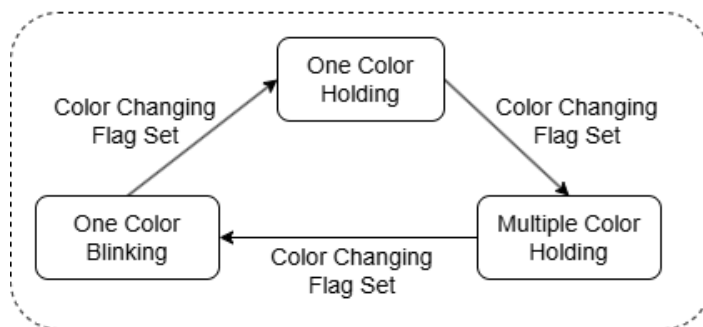 One Color
Holding
Color Changing
Flag Set
Color Changing
Flag Set
One Color
Blinking
Multiple Color
Holding
Color Changing
Flag Set